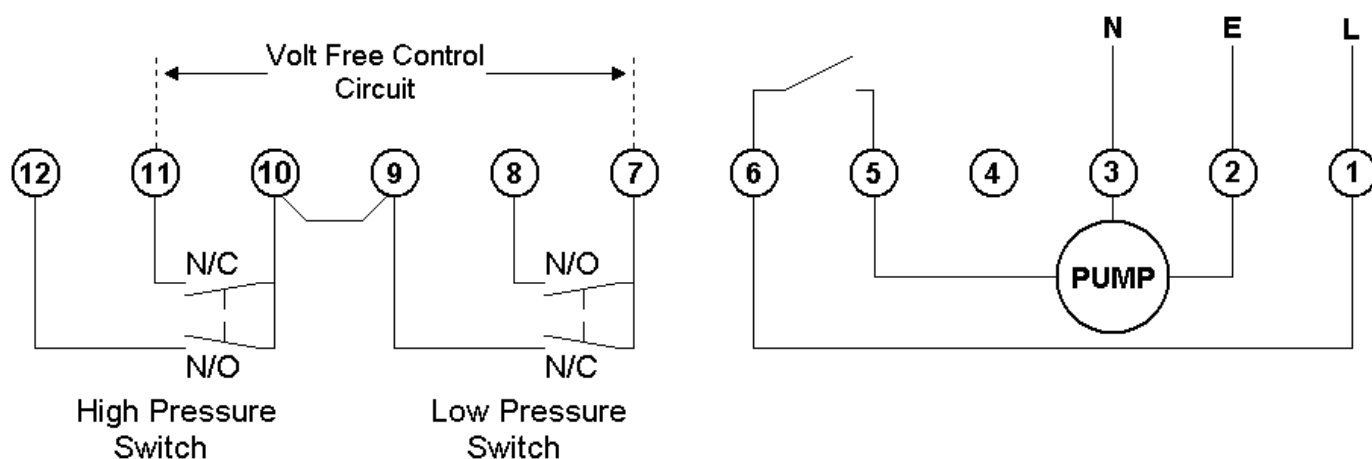 N E L
Volt Free Control
Circuit
12 11 10 9 8 7 6 5 4 3 2 1
N/C N/O
PUMP
N/O N/C
High Pressure Low Pressure
Switch Switch